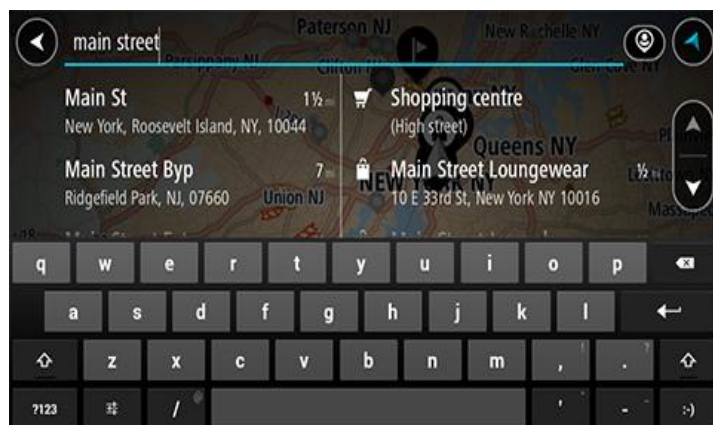 main street
Paterson NJ
New Rochelle NY
Parsippany NJ
Clifton NJ
Glen Cove NY
Main St 1½ mi
New York, Roosevelt Island, NY, 10044
Shopping centre
(High street)
Queens NY
Main Street Byp 7 mi
Ridgefield Park, NJ, 07660
Union NJ
NEW YORK NY
Main Street Loungewear ½ mi
10 E 33rd St, New York NY 10016
q w e r t y u i o p
a s d f g h j k l
z x c v b n m , ! . ?
?123 / @ ' - :-)